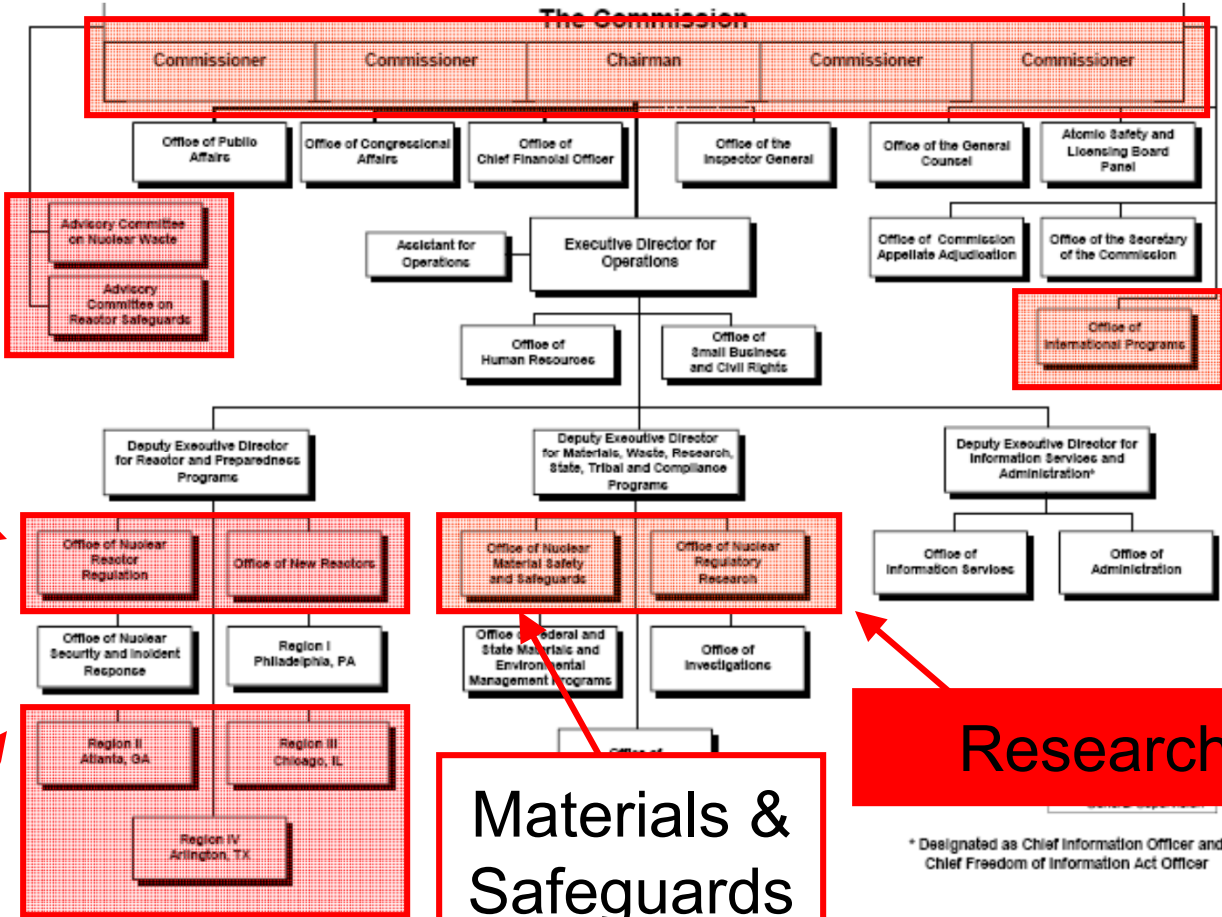 The Commission
Commissioner
Commissioner
Chairman
Commissioner
Commissioner
Office of Public
Affairs
Office of Congressional
Affairs
Office of
Chief Financial Officer
Office of the
Inspector General
Office of the General
Counsel
Atomic Safety and
Licensing Board
Panel
Advisory Committee
on Nuclear Waste
Advisory
Committee on
Reactor Safeguards
Assistant for
Operations
Executive Director for
Operations
Office of Commission
Appellate Adjudication
Office of the Secretary
of the Commission
Office of
International Programs
Office of
Human Resources
Office of
Small Business
and Civil Rights
Deputy Executive Director
for Reactor and Preparedness
Programs
Deputy Executive Director
for Materials, Waste, Research,
State, Tribal and Compliance
Programs
Deputy Executive Director for
Information Services and
Administration*
Office of Nuclear
Reactor
Regulation
Office of New Reactors
Office of Nuclear
Material Safety
and Safeguards
Office of Nuclear
Regulatory
Research
Office of
Information Services
Office of
Administration
Office of Nuclear
Security and Incident
Response
Region I
Philadelphia, PA
Office of Federal and
State Materials and
Environmental
Management Programs
Office of
Investigations
Region II
Atlanta, GA
Region III
Chicago, IL
Office of
Region IV
Arlington, TX
Materials &
Safeguards
Research
* Designated as Chief Information Officer and
Chief Freedom of Information Act Officer